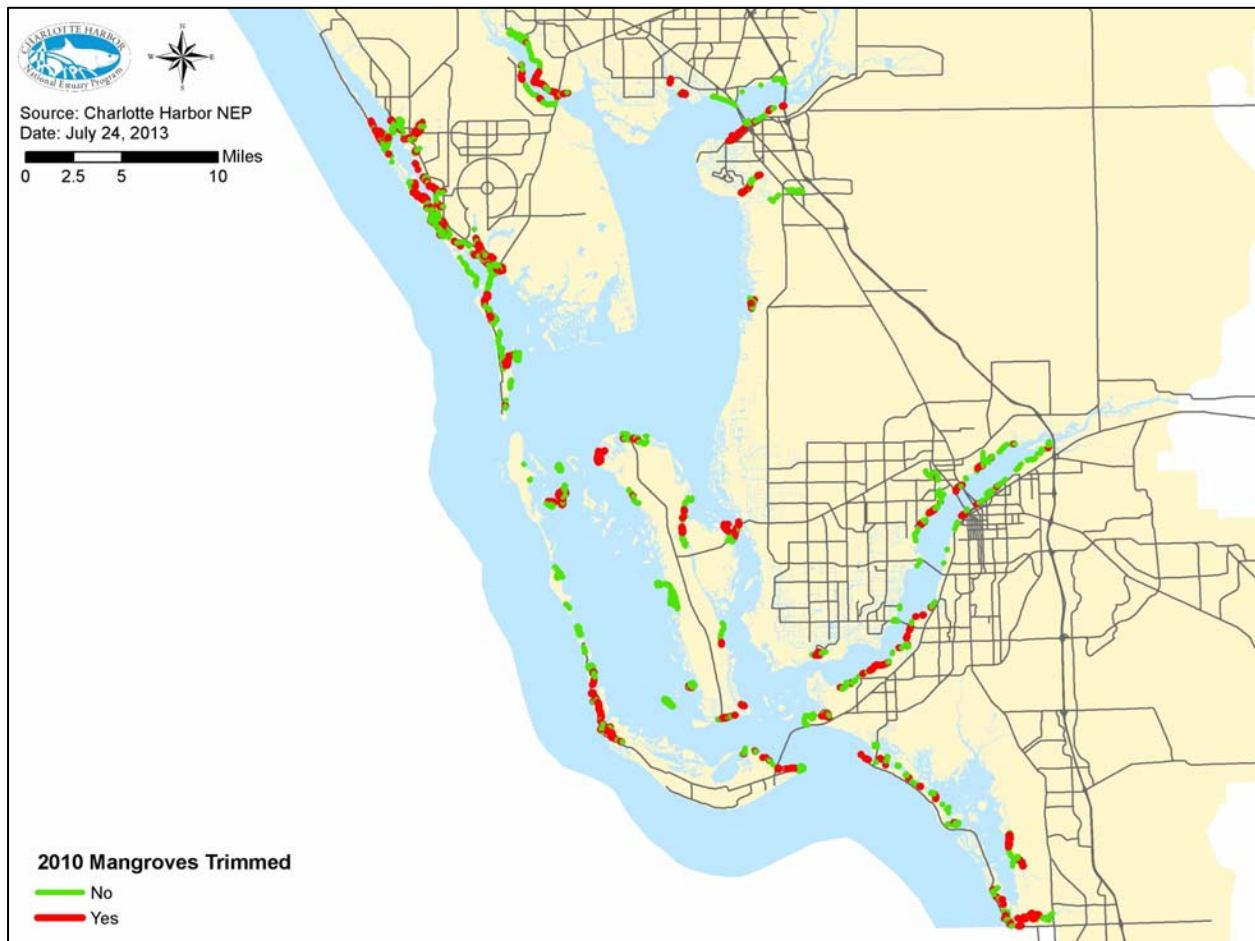 CHARLOTTE HARBOR
National Estuary Program
N
W
E
S
Source: Charlotte Harbor NEP
Date: July 24, 2013
Miles
0 2.5 5 10
2010 Mangroves Trimmed
No
Yes